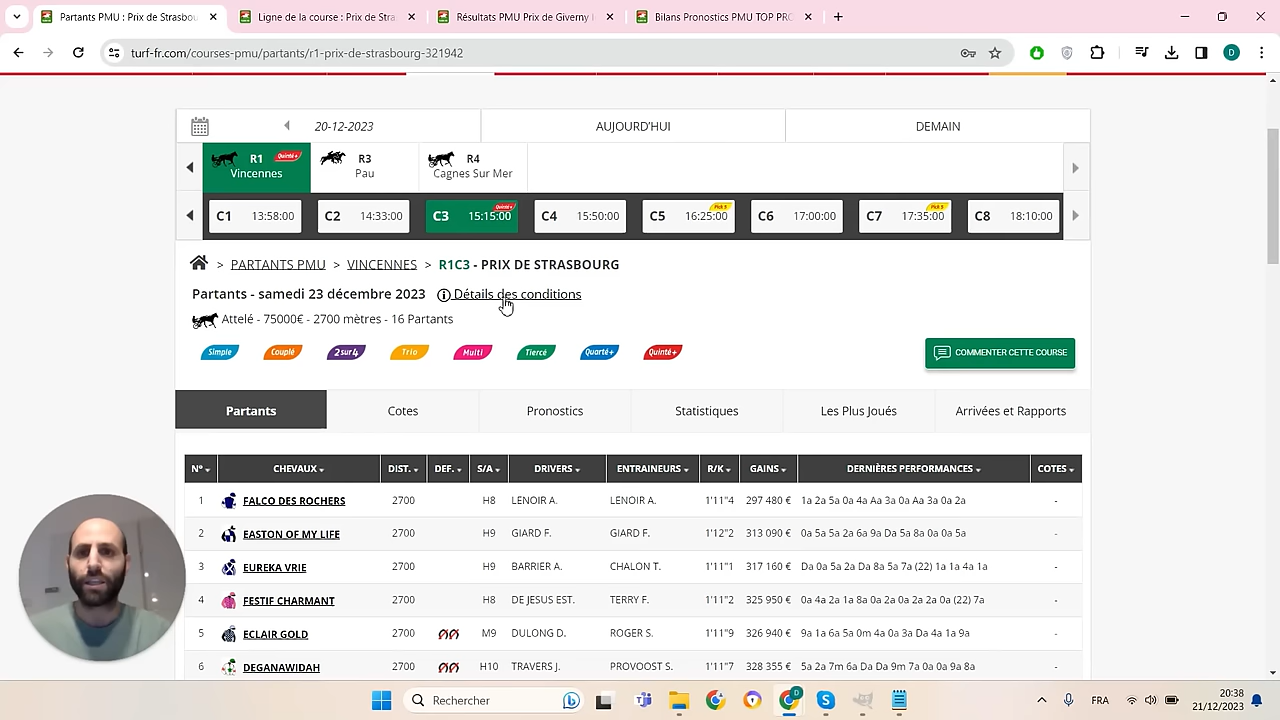 Partants PMU : Prix de Strasbou
Ligne de la course : Prix de Stra
Résultats PMU Prix de Giverny
Bilans Pronostics PMU TOP PRO
turf-fr.com/courses-pmu/partants/r1-prix-de-strasbourg-321942
D
20-12-2023 AUJOURD'HUI DEMAIN
R1 Quinté+ R3 R4
Vincennes Pau Cagnes Sur Mer
C1 13:58:00 C2 14:33:00 C3 15:15:00 Quinté+ C4 15:50:00 C5 16:25:00 Pick 5 C6 17:00:00 C7 17:35:00 Pick 5 C8 18:10:00
> PARTANTS PMU > VINCENNES > R1C3 - PRIX DE STRASBOURG
Partants - samedi 23 décembre 2023 Détails des conditions
Attelé - 75000€ - 2700 mètres - 16 Partants
Simple Couplé 2sur4 Trio Multi Tiercé Quarté+ Quinté+ COMMENTER CETTE COURSE
Partants Cotes Pronostics Statistiques Les Plus Joués Arrivées et Rapports
N° CHEVAUX DIST. DEF. S/A DRIVERS ENTRAINEURS R/K GAINS DERNIÈRES PERFORMANCES COTES
1 FALCO DES ROCHERS 2700 H8 LENOIR A. LENOIR A. 1'11"4 297 480 € 1a 2a 5a 0a 4a Aa 3a 0a Aa 3a 0a 2a -
2 EASTON OF MY LIFE 2700 H9 GIARD F. GIARD F. 1'12"2 313 090 € 0a 5a 5a 2a 6a 9a Da 5a 8a 0a 0a 5a -
3 EUREKA VRIE 2700 H9 BARRIER A. CHALON T. 1'11"1 317 160 € Da 0a 5a 2a Da 8a 5a 7a (22) 1a 1a 4a 1a -
4 FESTIF CHARMANT 2700 H8 DE JESUS EST. TERRY F. 1'11"2 325 950 € 0a 4a 2a 1a 8a 0a 2a 0a 2a 2a 0a (22) 7a -
5 ECLAIR GOLD 2700 M9 DULONG D. ROGER S. 1'11"9 326 940 € 9a 1a 6a 5a 0m 4a 0a 3a Da 4a 1a 9a -
6 DEGANAWIDAH 2700 H10 TRAVERS J. PROVOOST S. 1'11"7 328 355 € 5a 2a 7m 6a Da Da 9m 7a 0a 0a 9a 8a -
Rechercher
FRA
20:38
21/12/2023